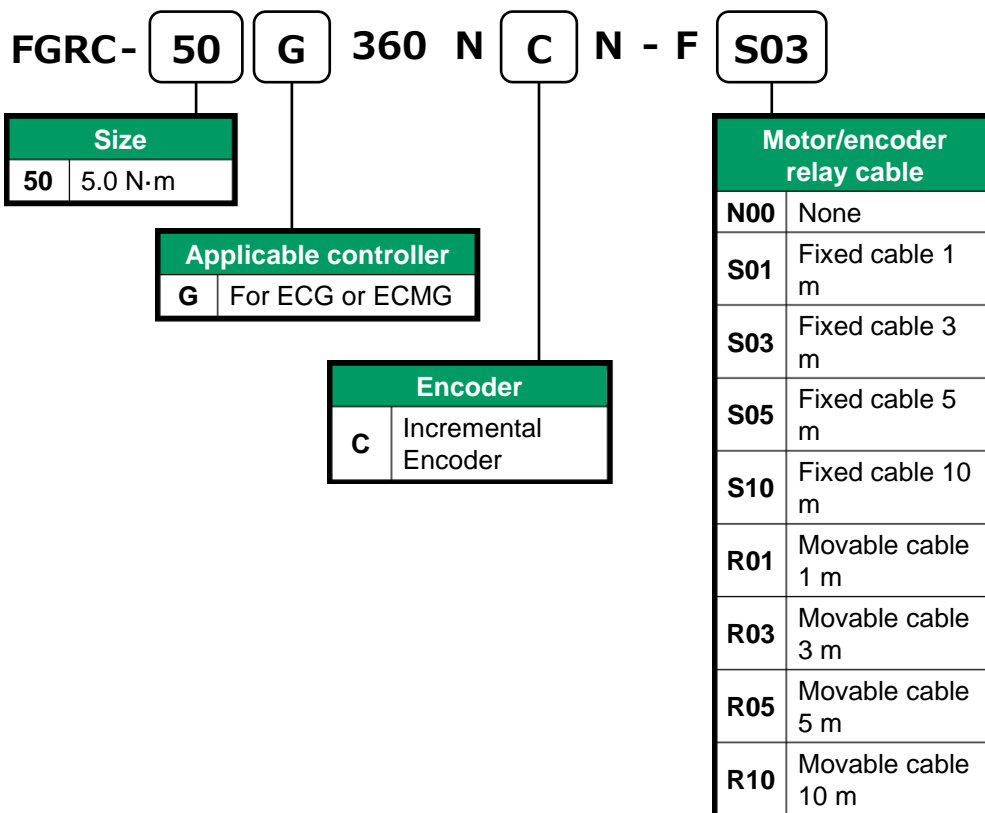 FGRC- 50 G 360 N C N - F S03
Size
50 5.0 N·m
Applicable controller
G For ECG or ECMG
Encoder
C Incremental
Encoder
Motor/encoder
relay cable
N00 None
S01 Fixed cable 1
m
S03 Fixed cable 3
m
S05 Fixed cable 5
m
S10 Fixed cable 10
m
R01 Movable cable
1 m
R03 Movable cable
3 m
R05 Movable cable
5 m
R10 Movable cable
10 m